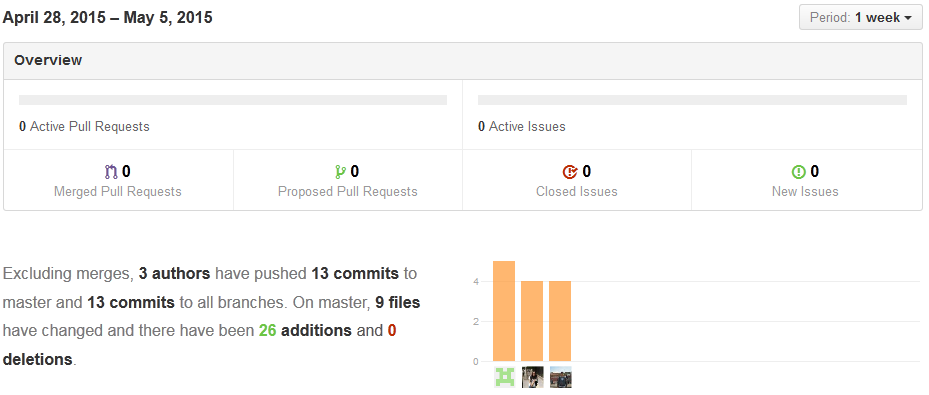 April 28, 2015 – May 5, 2015
Period: 1 week
Overview
0 Active Pull Requests
0 Active Issues
0
Merged Pull Requests
0
Proposed Pull Requests
0
Closed Issues
0
New Issues
Excluding merges, 3 authors have pushed 13 commits to
master and 13 commits to all branches. On master, 9 files
have changed and there have been 26 additions and 0
deletions.
4
2
0